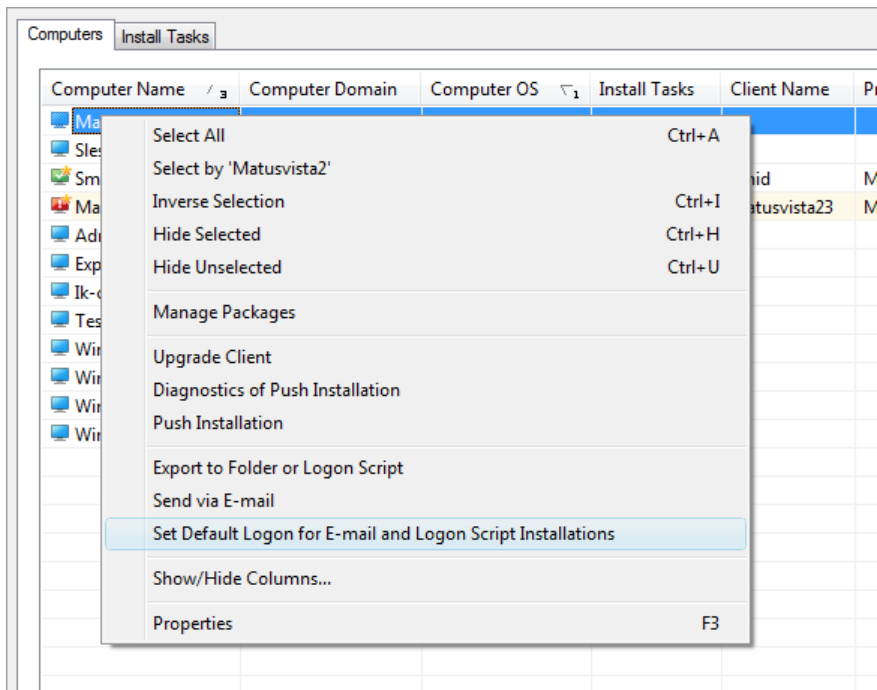 Computers Install Tasks
Computer Name 3 Computer Domain Computer OS 1 Install Tasks Client Name
Select All Ctrl+A
Select by 'Matusvista2'
Inverse Selection Ctrl+I
Hide Selected Ctrl+H
Hide Unselected Ctrl+U
Manage Packages
Upgrade Client
Diagnostics of Push Installation
Push Installation
Export to Folder or Logon Script
Send via E-mail
Set Default Logon for E-mail and Logon Script Installations
Show/Hide Columns...
Properties F3